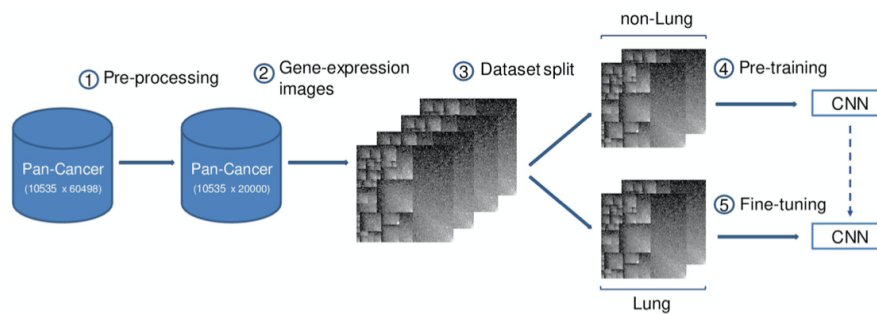 non-Lung
① Pre-processing
② Gene-expression
images
③ Dataset split
④ Pre-training
CNN
Pan-Cancer
(10535 x 60498)
Pan-Cancer
(10535 x 20000)
⑤ Fine-tuning
CNN
Lung